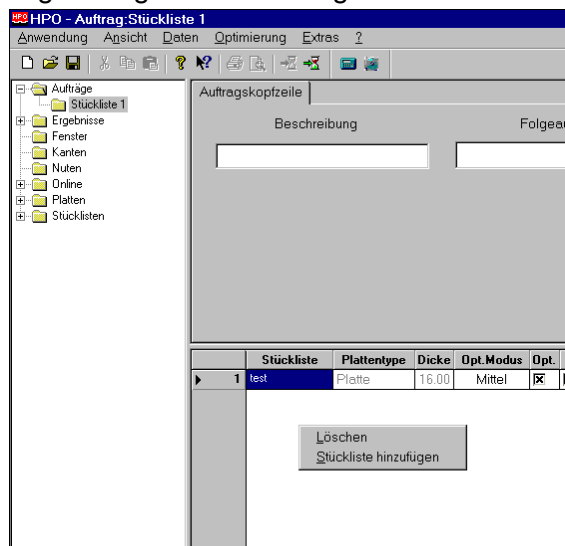 HPO - Auftrag:Stückliste 1
Anwendung Ansicht Daten Optimierung Extras ?
Aufträge
Stückliste 1
Ergebnisse
Fenster
Kanten
Nuten
Online
Platten
Stücklisten
Auftragskopfzeile
Beschreibung
Stückliste Plattentype Dicke Opt.Modus Opt.
1 test Platte 16.00 Mittel
Löschen
Stückliste hinzufügen